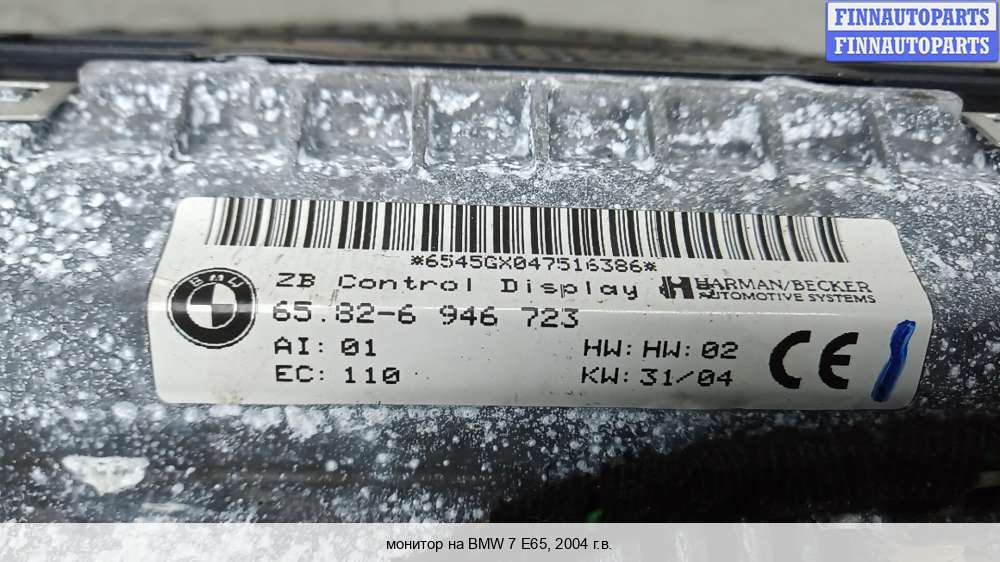 FINNAUTOPARTS
FINNAUTOPARTS
*6545GX047516386*
BMW
ZB Control Display
HARMAN/BECKER
AUTOMOTIVE SYSTEMS
65.82-6 946 723
AI: 01
HW: HW: 02
EC: 110
KW: 31/04
CE
монитор на BMW 7 E65, 2004 г.в.